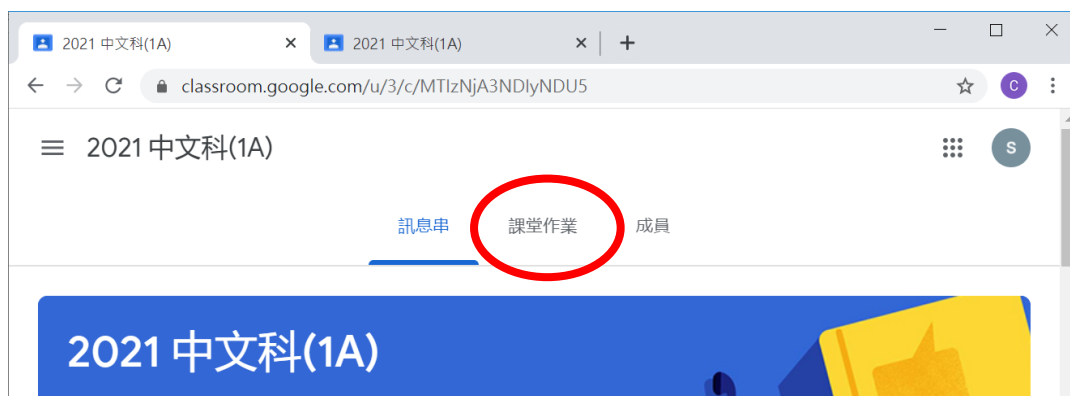 2021 中文科(1A)
2021 中文科(1A)
classroom.google.com/u/3/c/MTIzNjA3NDIyNDU5
C
2021 中文科(1A)
S
訊息串
課堂作業
成員
2021 中文科(1A)